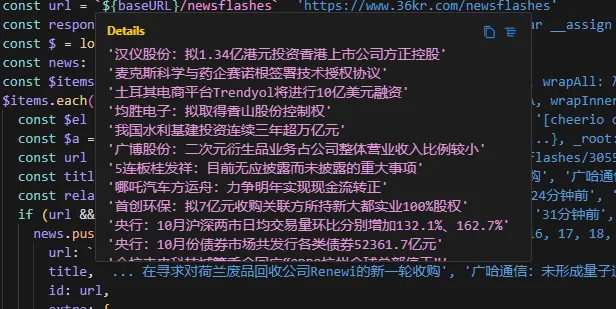 const url = `${baseURL}/newsflashes` 'https://www.36kr.com/newsflashes'
const respon
var __assign
const $ = lo
const news:
const $items
, wrapAll:
$items.each(
A, wrapInner
const $el
'[cheerio o
const $a =
...}, _root:
const url
flashes/3055
const titl
购', '广哈通信
const rela
24分钟前',
if (url &&
'31分钟前',
news.pus
16, 17, 18,
url: `
title, ... 在寻求对荷兰废品回收公司Renewi的新一轮收购', '广哈通信：未形成量子
id: url,
extra: {
Details
'汉仪股份：拟1.34亿港元投资香港上市公司方正控股'
'麦克斯科学与药企赛诺根签署技术授权协议'
'土耳其电商平台Trendyol将进行10亿美元融资'
'均胜电子：拟取得香山股份控制权'
'我国水利基建投资连续三年超万亿元'
'广博股份：二次元衍生品业务占公司整体营业收入比例较小'
'5连板桂发祥：目前无应披露而未披露的重大事项'
'哪吒汽车方运舟：力争明年实现现金流转正'
'首创环保：拟7亿元收购关联方所持新大都实业100%股权'
'央行：10月沪深两市日均交易量环比分别增加132.1%、162.7%'
'央行：10月份债券市场共发行各类债券52361.7亿元'